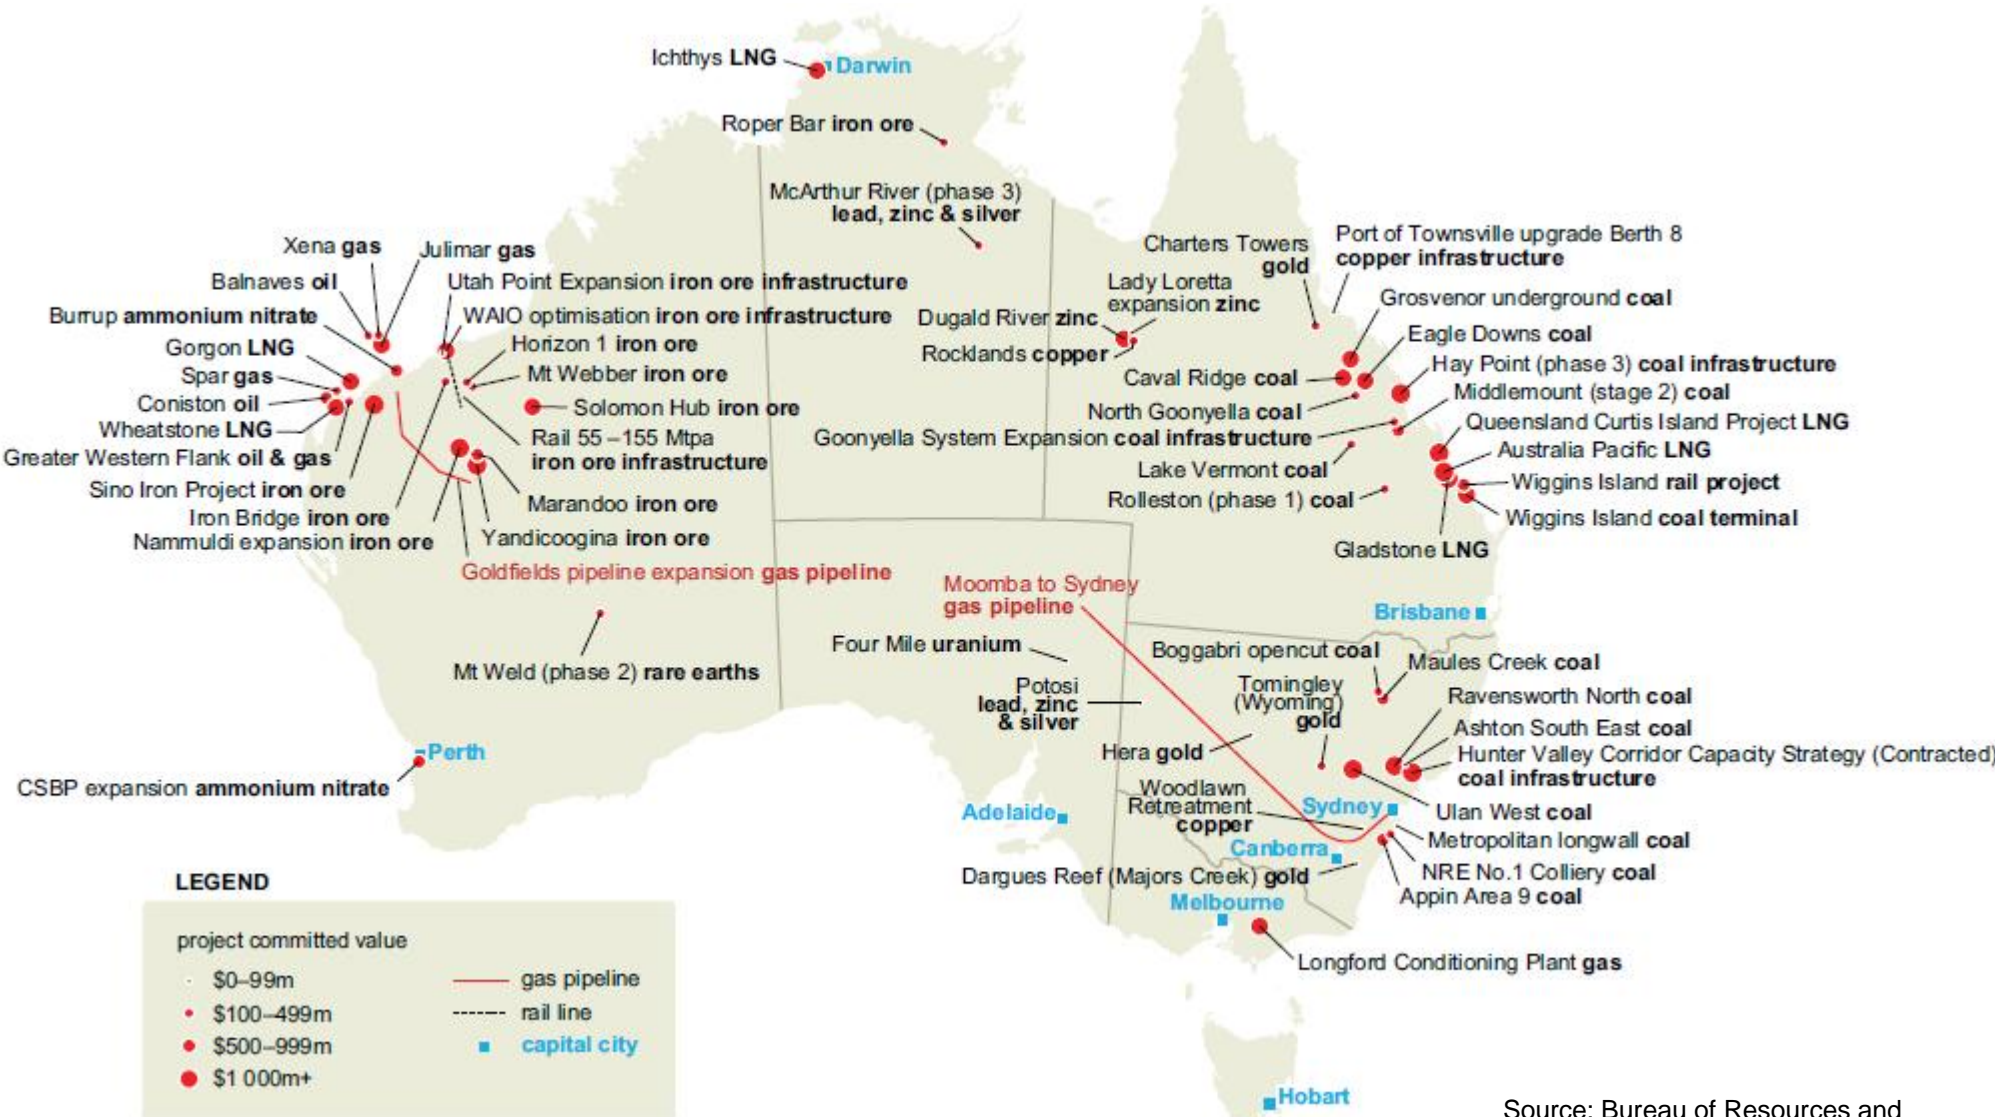 Ichthys LNG
Darwin
Roper Bar iron ore
McArthur River (phase 3)
lead, zinc & silver
Xena gas
Julimar gas
Balnaves oil
Utah Point Expansion iron ore infrastructure
Burrup ammonium nitrate
WAIO optimisation iron ore infrastructure
Gorgon LNG
Horizon 1 iron ore
Spar gas
Mt Webber iron ore
Coniston oil
Solomon Hub iron ore
Wheatstone LNG
Rail 55 –155 Mtpa
iron ore infrastructure
Greater Western Flank oil & gas
Sino Iron Project iron ore
Marandoo iron ore
Iron Bridge iron ore
Nammuldi expansion iron ore
Yandicoogina iron ore
Goldfields pipeline expansion gas pipeline
Mt Weld (phase 2) rare earths
Perth
CSBP expansion ammonium nitrate
Charters Towers
gold
Port of Townsville upgrade Berth 8
copper infrastructure
Lady Loretta
expansion zinc
Dugald River zinc
Rocklands copper
Grosvenor underground coal
Eagle Downs coal
Hay Point (phase 3) coal infrastructure
Caval Ridge coal
Middlemount (stage 2) coal
North Goonyella coal
Queensland Curtis Island Project LNG
Goonyella System Expansion coal infrastructure
Australia Pacific LNG
Lake Vermont coal
Wiggins Island rail project
Rolleston (phase 1) coal
Wiggins Island coal terminal
Gladstone LNG
Moomba to Sydney
gas pipeline
Brisbane
Four Mile uranium
Boggabri opencut coal
Maules Creek coal
Potosi
lead, zinc
& silver
Tomingley
(Wyoming)
gold
Ravensworth North coal
Ashton South East coal
Hera gold
Hunter Valley Corridor Capacity Strategy (Contracted)
coal infrastructure
Woodlawn
Retreatment
copper
Sydney
Ulan West coal
Adelaide
Metropolitan longwall coal
Canberra
NRE No.1 Colliery coal
Dargues Reef (Majors Creek) gold
Appin Area 9 coal
Melbourne
Longford Conditioning Plant gas
Hobart
LEGEND
project committed value
$0–99m
$100–499m
$500–999m
$1 000m+
gas pipeline
rail line
capital city
Source: Bureau of Resources and